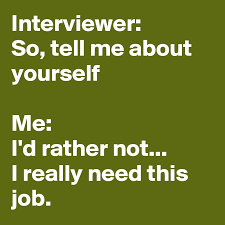 Interviewer:
So, tell me about
yourself
Me:
I'd rather not...
I really need this
job.